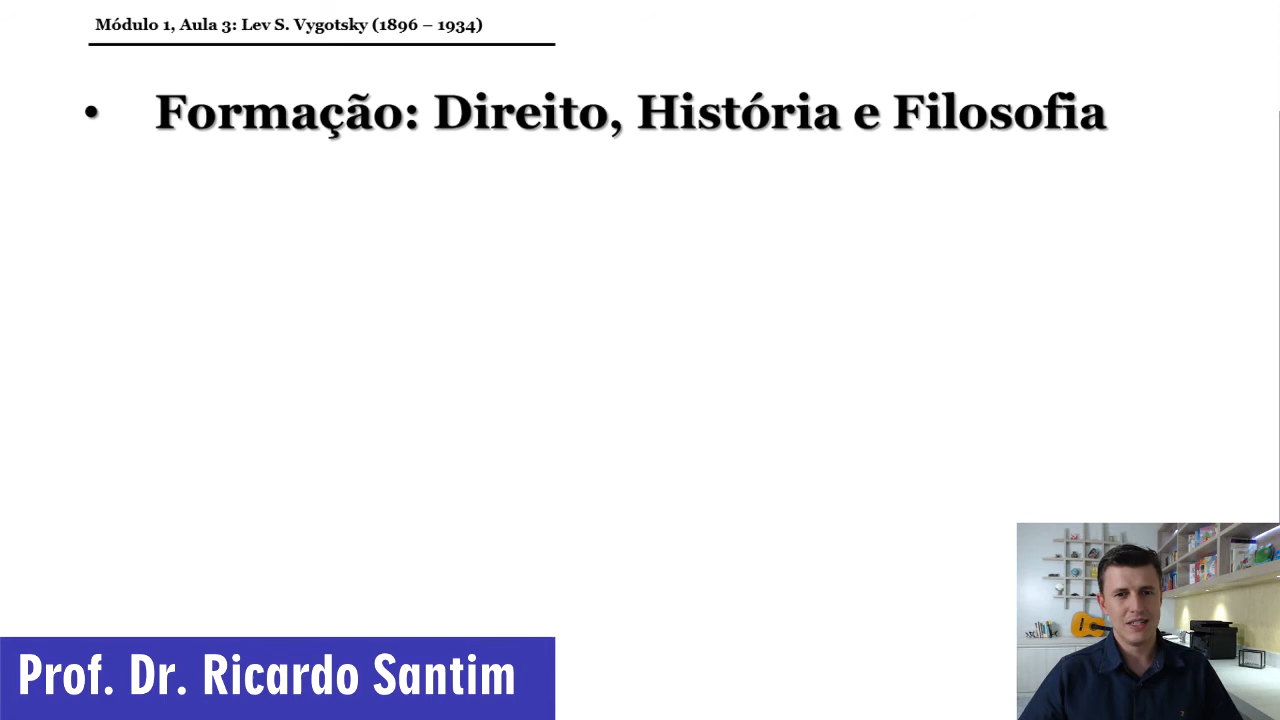 Módulo 1, Aula 3: Lev S. Vygotsky (1896 – 1934)
• Formação: Direito, História e Filosofia
Prof. Dr. Ricardo Santim